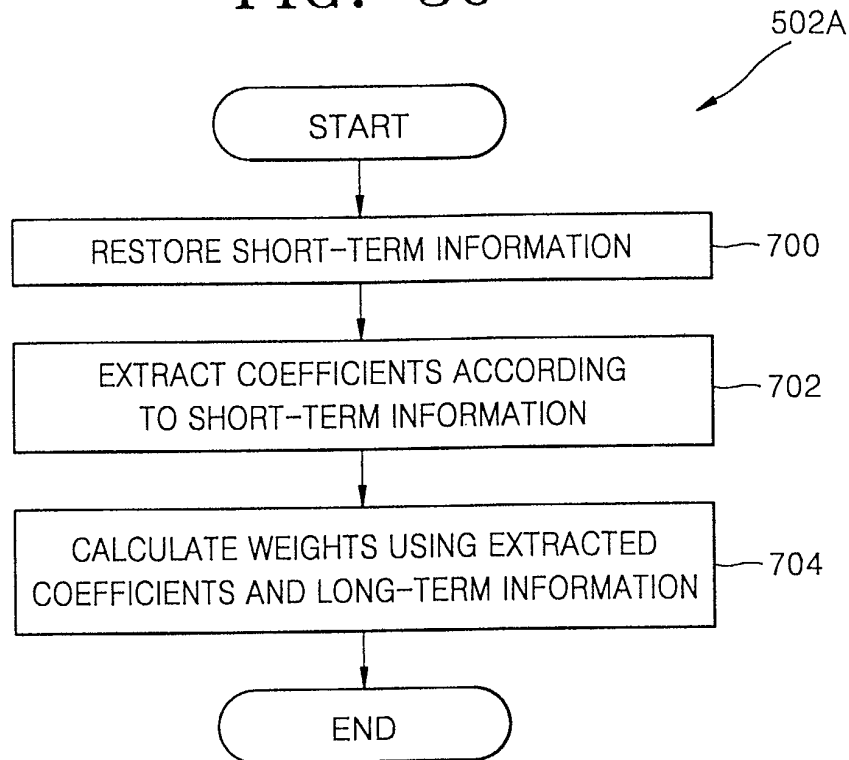 502A
START
RESTORE SHORT-TERM INFORMATION
700
EXTRACT COEFFICIENTS ACCORDING
TO SHORT-TERM INFORMATION
702
CALCULATE WEIGHTS USING EXTRACTED
COEFFICIENTS AND LONG-TERM INFORMATION
704
END